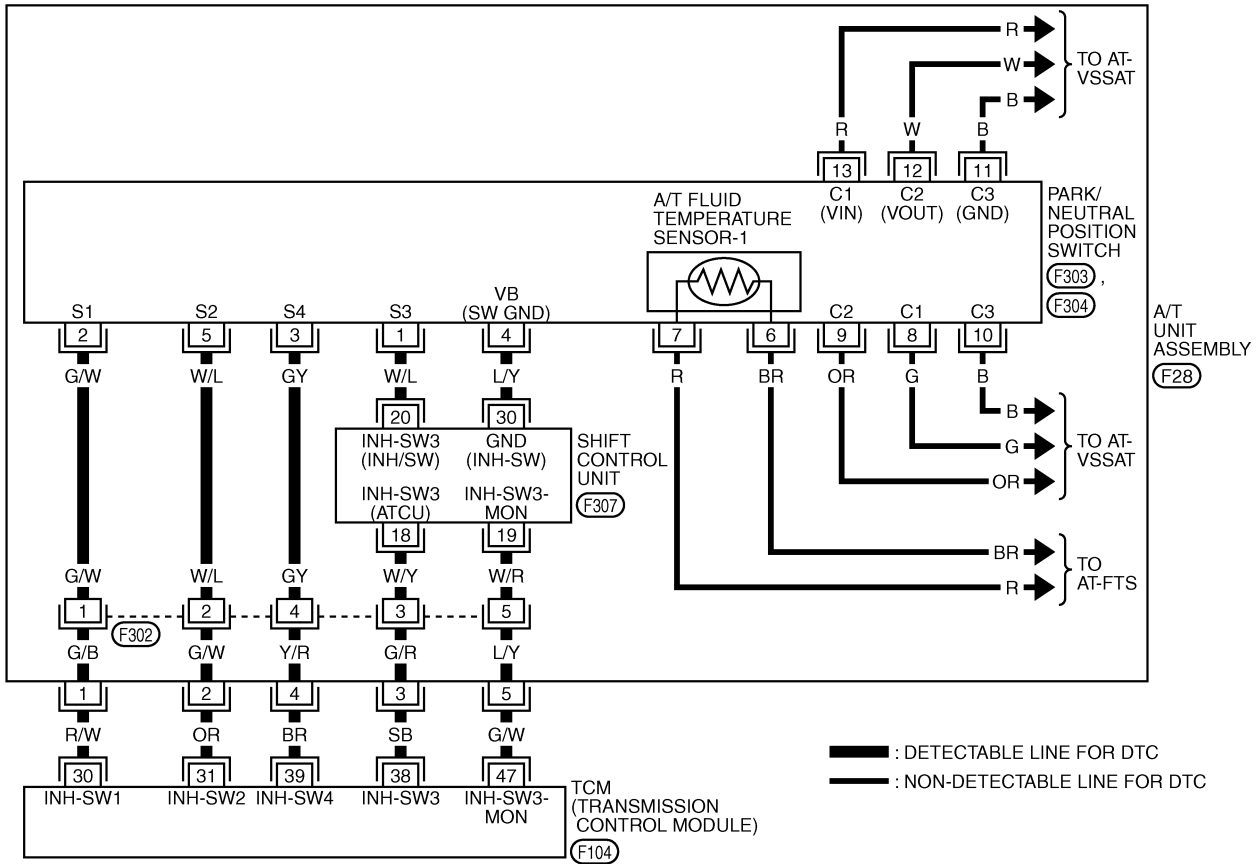 R
W
B
TO AT-
VSSAT
R W B
13 12 11
C1 C2 C3
(VIN) (VOUT) (GND)
PARK/
NEUTRAL
POSITION
SWITCH
F303 ,
F304
A/T FLUID
TEMPERATURE
SENSOR-1
A/T
UNIT
ASSEMBLY
F28
S1 S2 S4 S3 VB
(SW GND)
C2 C1 C3
2 5 3 1 4 7 6 9 8 10
G/W W/L GY W/L L/Y R BR OR G B
B
G
OR
TO AT-
VSSAT
20 30
INH-SW3
(INH/SW)
GND
(INH-SW)
INH-SW3
(ATCU)
INH-SW3-
MON
SHIFT
CONTROL
UNIT
F307
18 19
BR
R
TO
AT-FTS
G/W W/L GY W/Y W/R
1 2 4 3 5
F302
G/B G/W Y/R G/R L/Y
1 2 4 3 5
R/W OR BR SB G/W
30 31 39 38 47
INH-SW1 INH-SW2 INH-SW4 INH-SW3 INH-SW3-
MON
TCM
(TRANSMISSION
CONTROL MODULE)
F104
: DETECTABLE LINE FOR DTC
: NON-DETECTABLE LINE FOR DTC